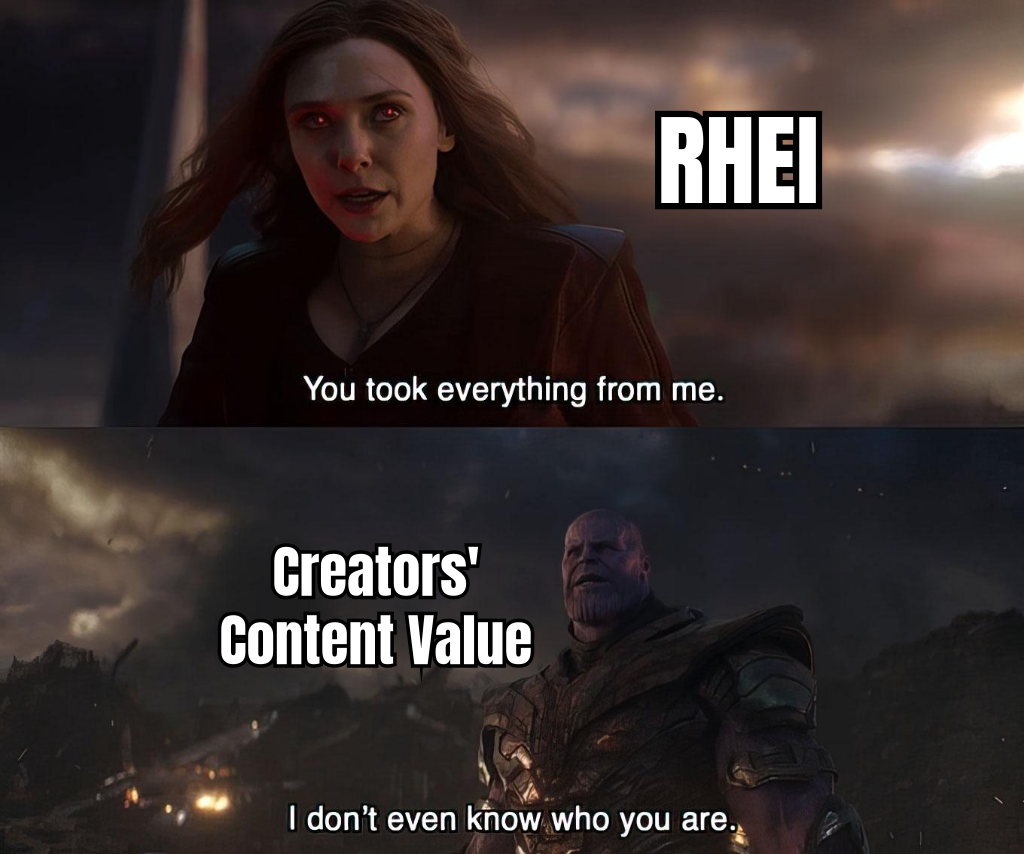 RHEI
You took everything from me.
Creators'
Content Value
I don't even know who you are.